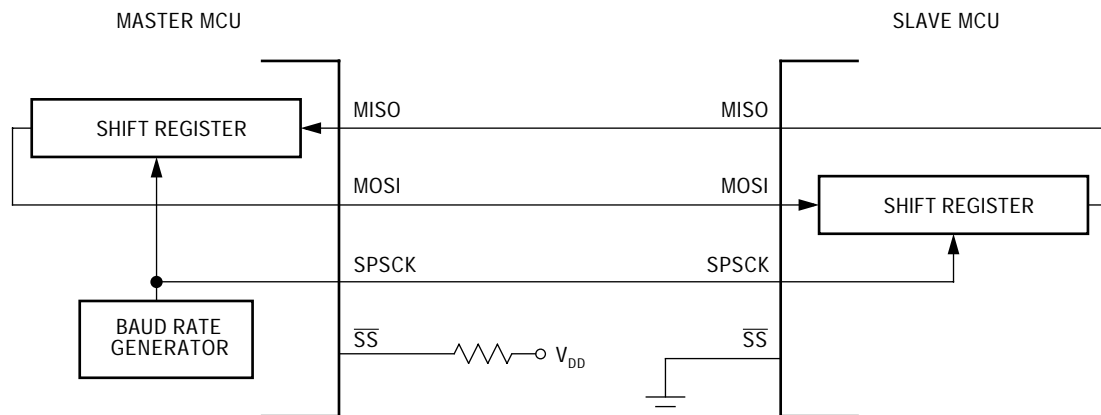 MASTER MCU
SLAVE MCU
SHIFT REGISTER
MISO
MISO
MOSI
MOSI
SHIFT REGISTER
SPSCK
SPSCK
BAUD RATE
GENERATOR
SS
VDD
SS